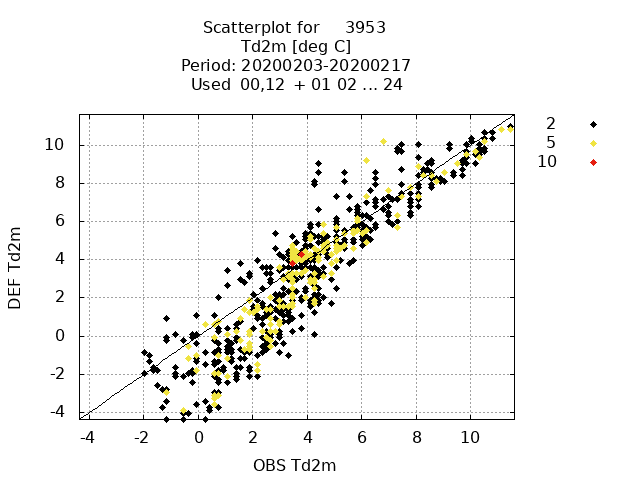 Scatterplot for 3953
Td2m [deg C]
Period: 20200203-20200217
Used 00,12 + 01 02 ... 24
2
5
10
DEF Td2m
10
8
6
4
2
0
-2
-4
-4 -2 0 2 4 6 8 10
OBS Td2m